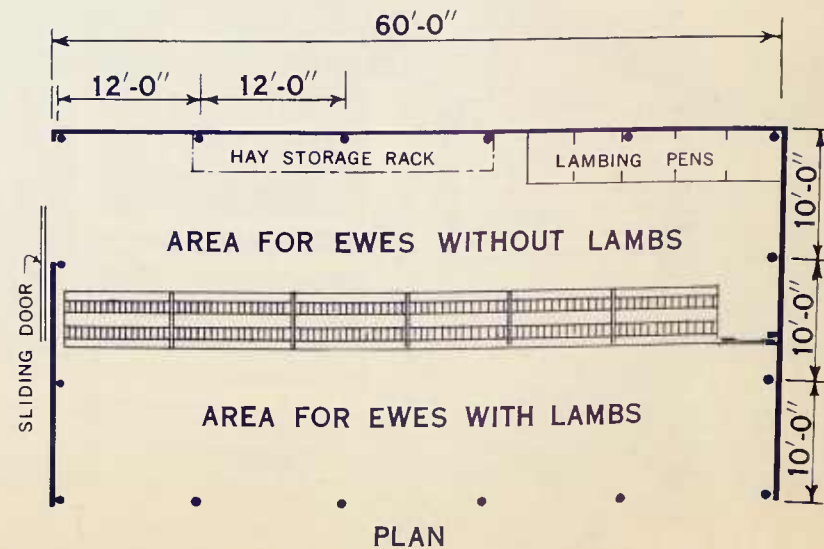 60'-0"
12'-0" 12'-0"
HAY STORAGE RACK
LAMBING PENS
10'-0"
AREA FOR EWES WITHOUT LAMBS
SLIDING DOOR
10'-0"
AREA FOR EWES WITH LAMBS
10'-0"
PLAN